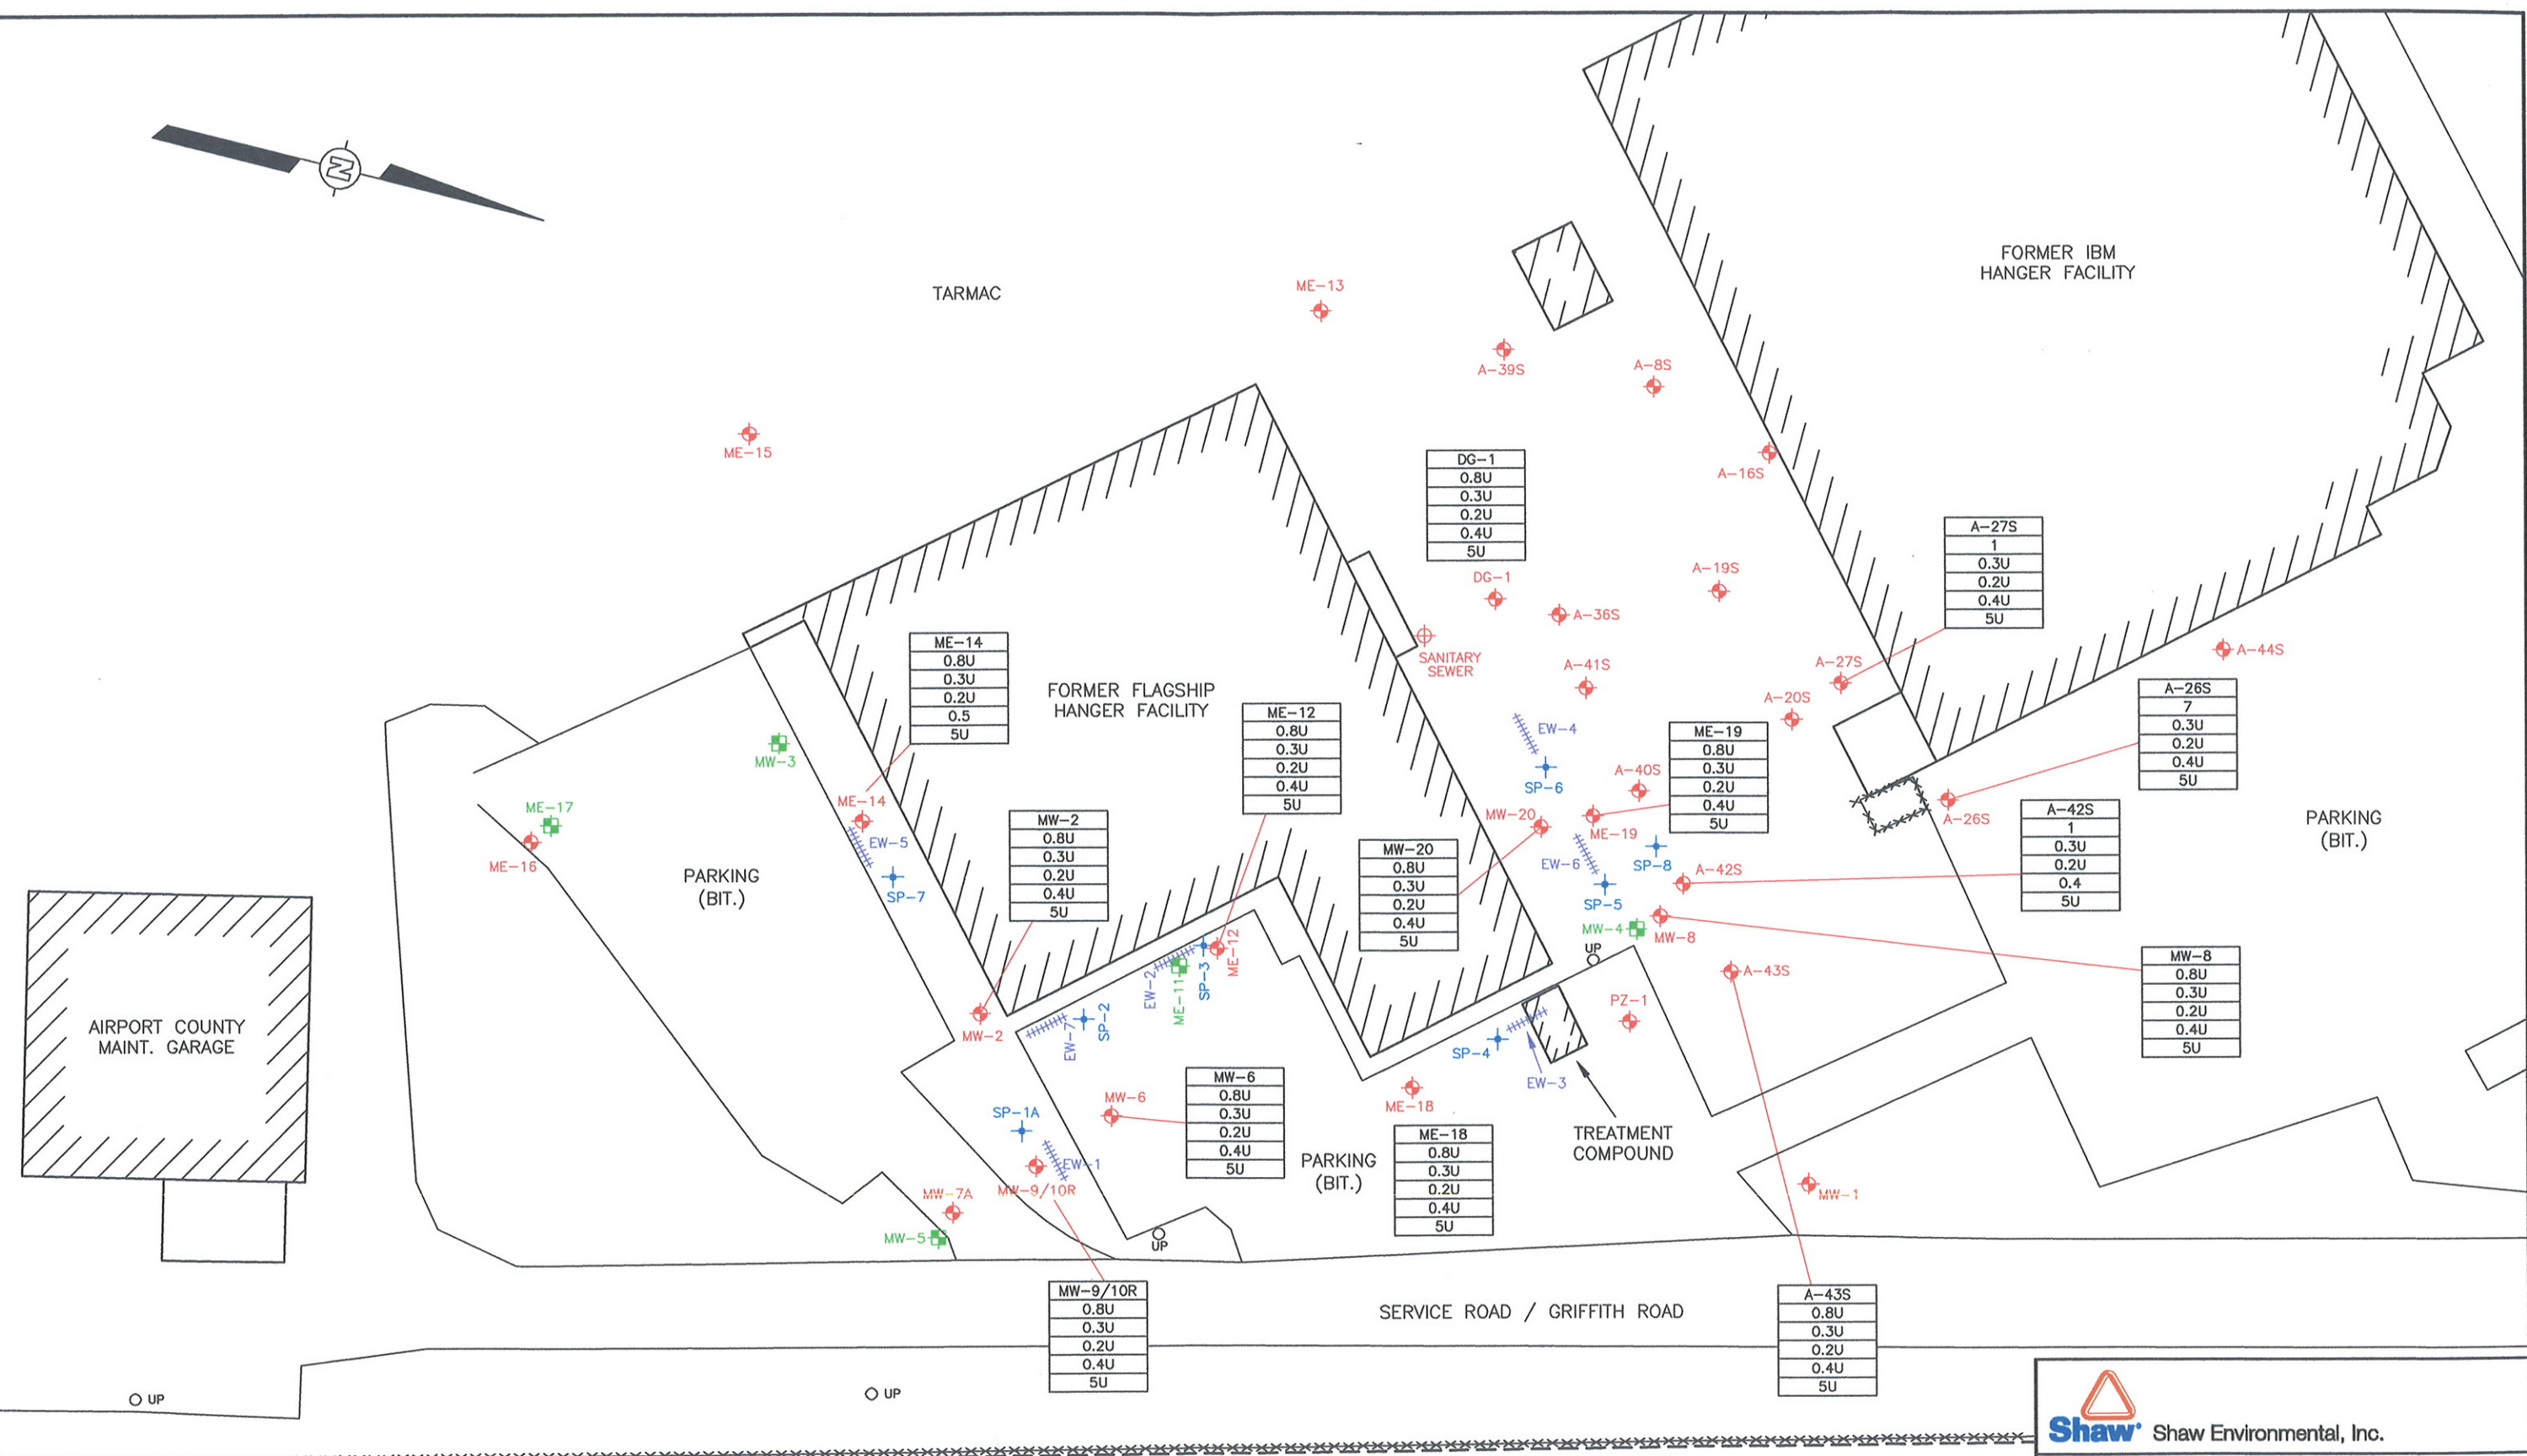 TARMAC
FORMER IBM
HANGER FACILITY
ME-13
A-39S
A-8S
ME-15
A-16S
DG-1
0.8U
0.3U
0.2U
0.4U
5U
A-27S
1
0.3U
0.2U
0.4U
5U
DG-1
A-36S
A-19S
SANITARY
SEWER
A-41S
A-27S
A-20S
A-44S
ME-14
0.8U
0.3U
0.2U
0.5
5U
FORMER FLAGSHIP
HANGER FACILITY
ME-12
0.8U
0.3U
0.2U
0.4U
5U
A-26S
7
0.3U
0.2U
0.4U
5U
ME-19
0.8U
0.3U
0.2U
0.4U
5U
EW-4
SP-6
A-40S
MW-3
ME-17
ME-16
ME-14
EW-5
SP-7
MW-20
ME-19
EW-6
SP-8
SP-5
A-42S
A-26S
PARKING
(BIT.)
A-42S
1
0.3U
0.2U
0.4
5U
MW-2
0.8U
0.3U
0.2U
0.4U
5U
MW-20
0.8U
0.3U
0.2U
0.4U
5U
PARKING
(BIT.)
MW-4
MW-8
UP
A-43S
PZ-1
MW-8
0.8U
0.3U
0.2U
0.4U
5U
AIRPORT COUNTY
MAINT. GARAGE
MW-2
EW-7
SP-2
EW-2
ME-11
SP-3
ME-12
SP-4
EW-3
ME-18
TREATMENT
COMPOUND
MW-6
MW-6
0.8U
0.3U
0.2U
0.4U
5U
SP-1A
EW-1
MW-9/10R
PARKING
(BIT.)
ME-18
0.8U
0.3U
0.2U
0.4U
5U
MW-7A
MW-5
UP
MW-1
MW-9/10R
0.8U
0.3U
0.2U
0.4U
5U
SERVICE ROAD / GRIFFITH ROAD
A-43S
0.8U
0.3U
0.2U
0.4U
5U
UP
UP
Shaw Shaw Environmental, Inc.
N